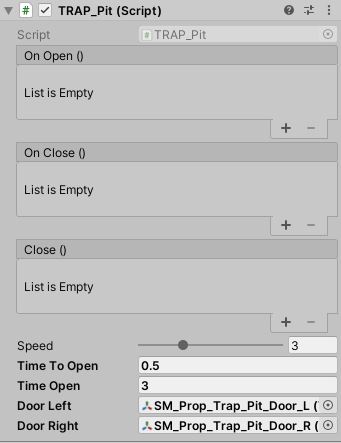 TRAP_Pit (Script)
Script TRAP_Pit
On Open ()
List is Empty
On Close ()
List is Empty
Close ()
List is Empty
Speed 3
Time To Open 0.5
Time Open 3
Door Left SM_Prop_Trap_Pit_Door_L (
Door Right SM_Prop_Trap_Pit_Door_R (